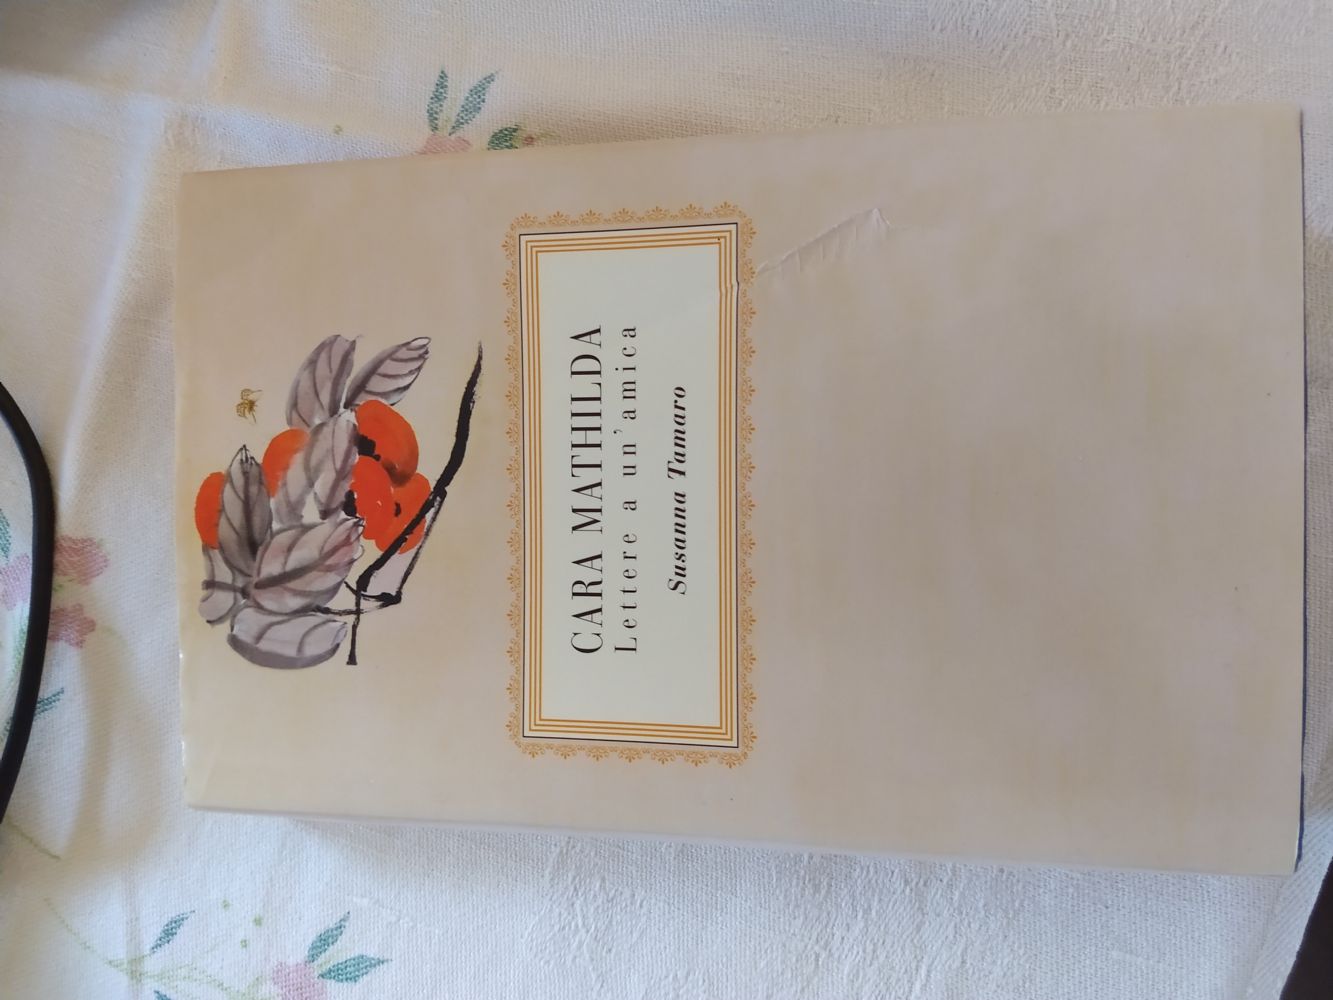 CARA MATHILDA
Lettere a un'amica
Susanna Tamaro